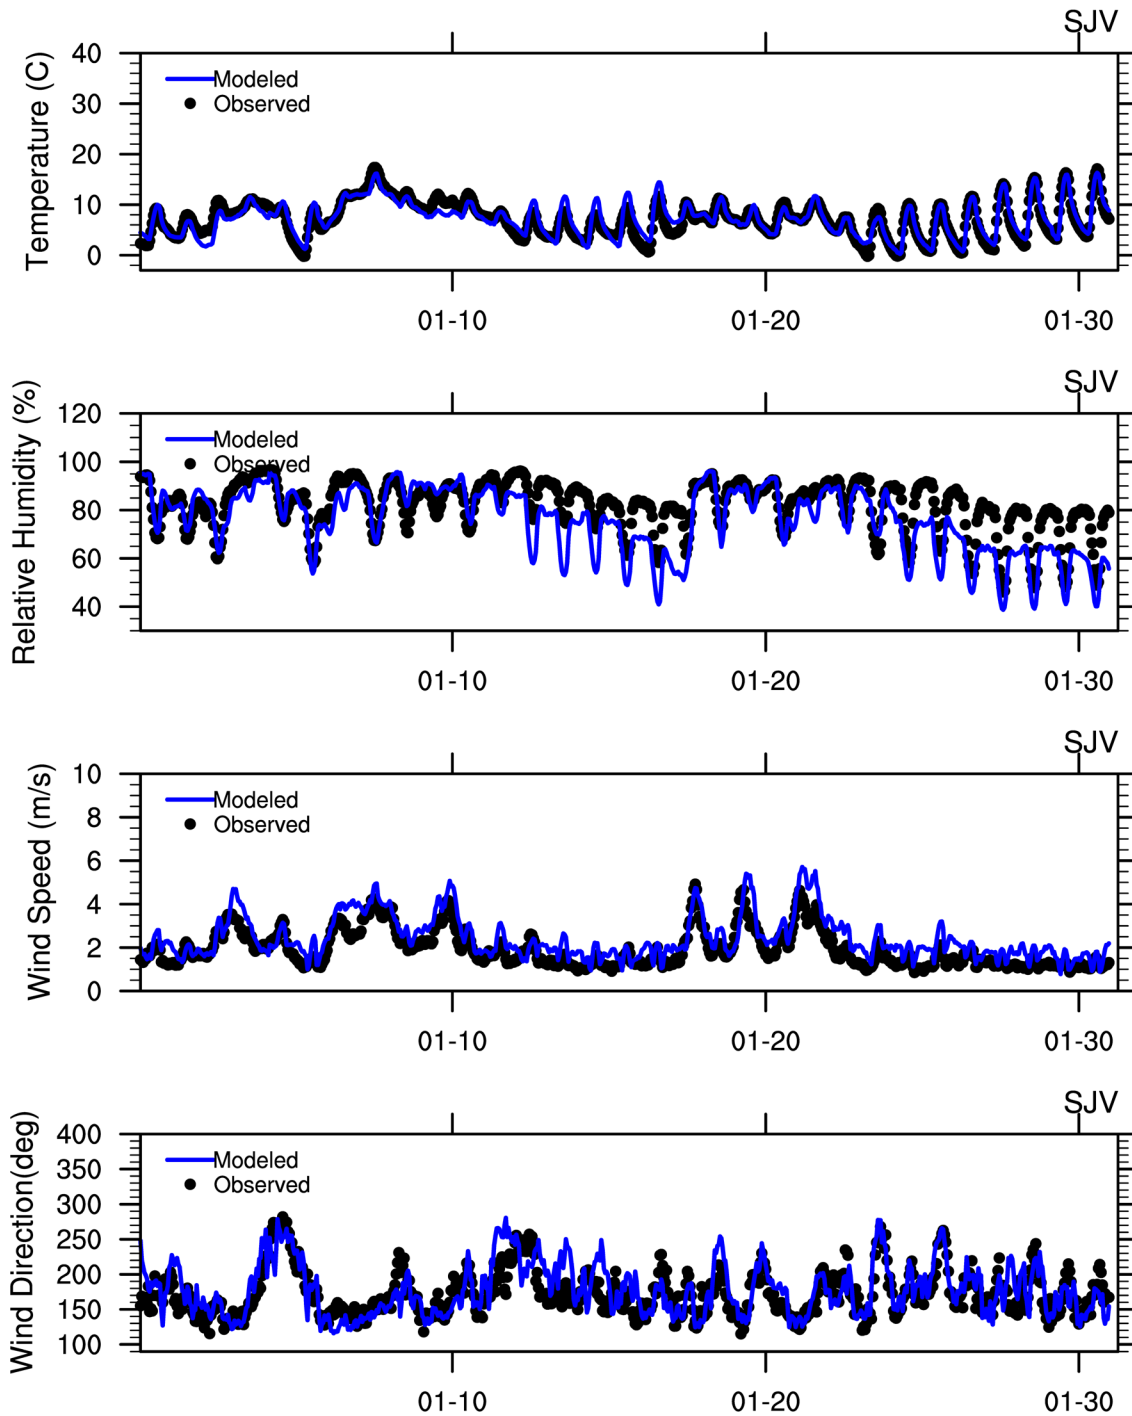 SJV
Temperature (C)
40
30
20
10
0
Modeled
Observed
01-10 01-20 01-30
SJV
Relative Humidity (%)
120
100
80
60
40
Modeled
Observed
01-10 01-20 01-30
SJV
Wind Speed (m/s)
10
8
6
4
2
0
Modeled
Observed
01-10 01-20 01-30
SJV
Wind Direction(deg)
400
350
300
250
200
150
100
Modeled
Observed
01-10 01-20 01-30